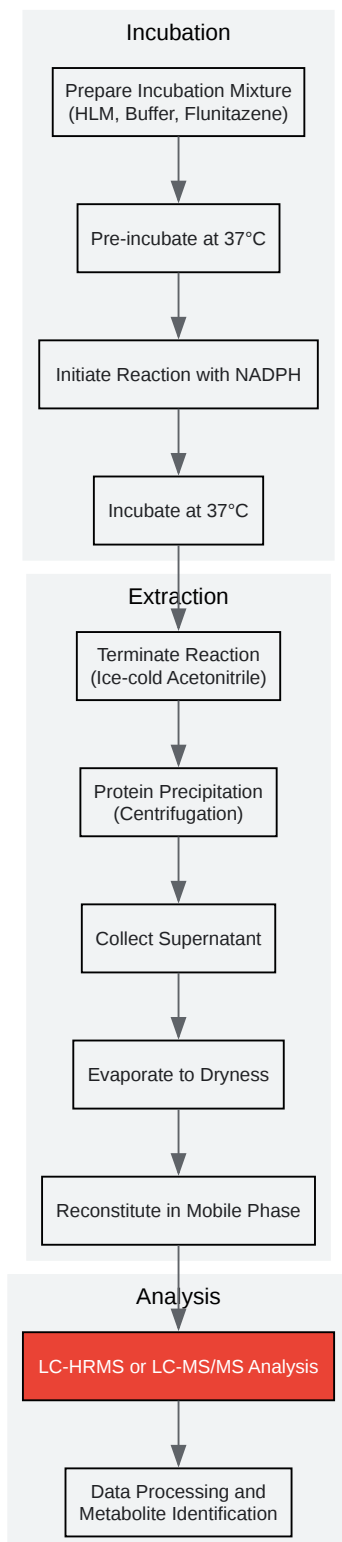 Incubation
Prepare Incubation Mixture
(HLM, Buffer, Flunitazene)
Pre-incubate at 37°C
Initiate Reaction with NADPH
Incubate at 37°C
Extraction
Terminate Reaction
(Ice-cold Acetonitrile)
Protein Precipitation
(Centrifugation)
Collect Supernatant
Evaporate to Dryness
Reconstitute in Mobile Phase
Analysis
LC-HRMS or LC-MS/MS Analysis
Data Processing and
Metabolite Identification